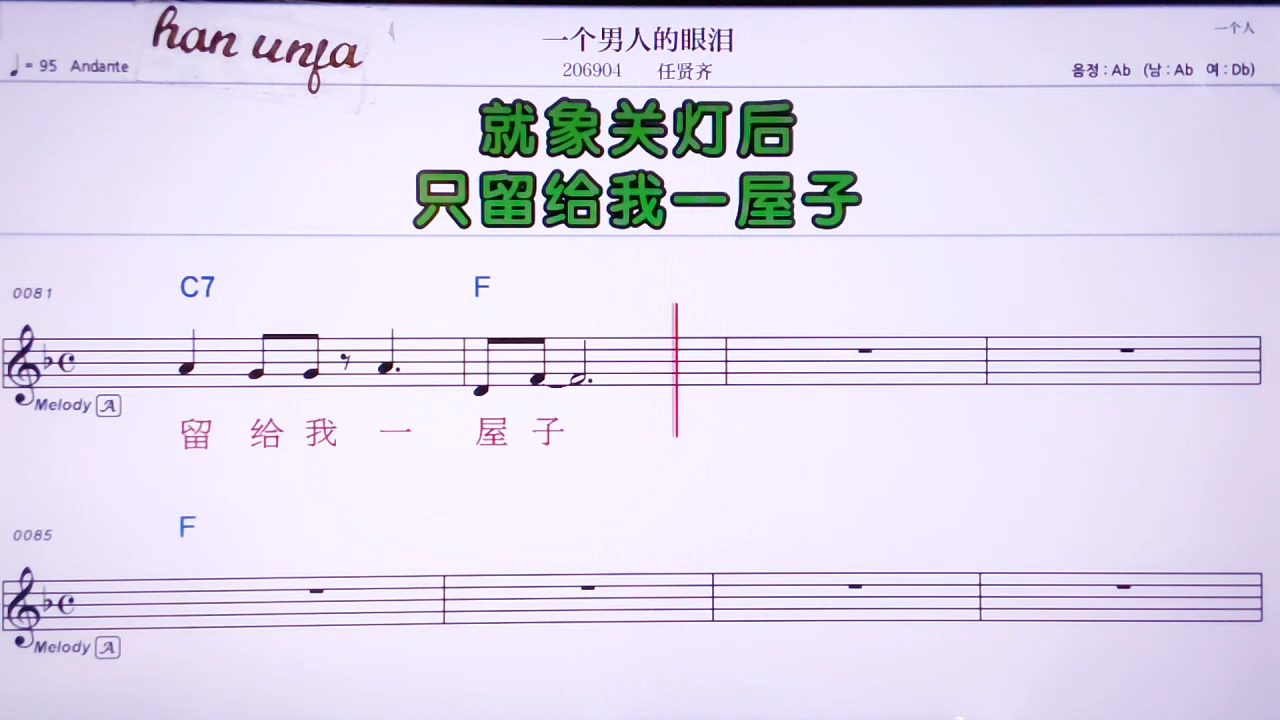 han unfa
一个男人的眼泪
一个人
♩= 95 Andante
206904 任贤齐
음정 : Ab (남 : Ab 여 : Db)
就象关灯后
只留给我一屋子
0081
C7 F
Melody A
留 给 我 一 屋 子
0085
F
Melody A